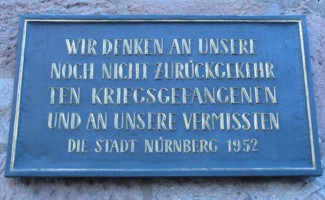 WIR DENKEN AN UNSERE
NOCH NICHT ZURÜCKGEKEHR
TEN KRIEGSGEFANGENEN
UND AN UNSERE VERMISSTEN
DIE STADT NÜRNBERG 1952